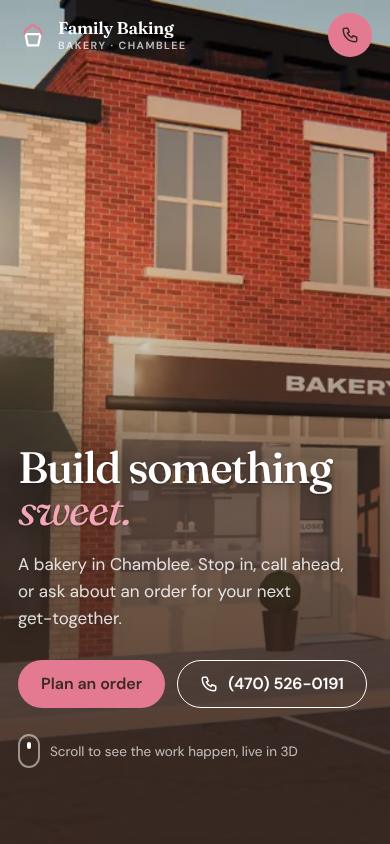 Family Baking
BAKERY · CHAMBLEE
BAKERY
Build something
sweet.
A bakery in Chamblee. Stop in, call ahead,
or ask about an order for your next
get-together.
Plan an order
(470) 526-0191
Scroll to see the work happen, live in 3D